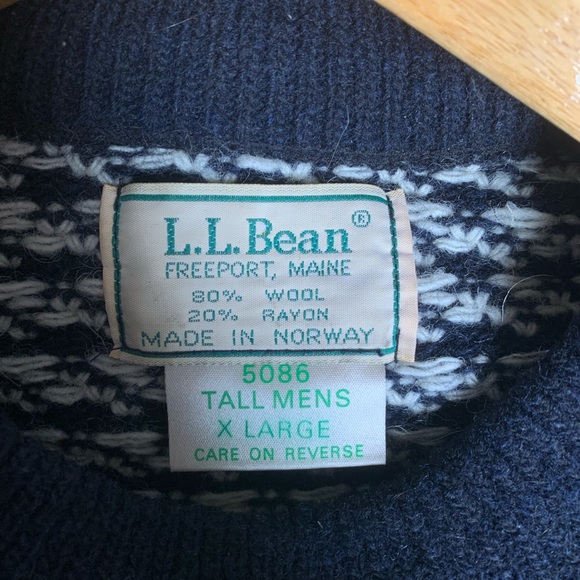 L.L.Bean®
FREEPORT, MAINE
80% WOOL
20% RAYON
MADE IN NORWAY
5086
TALL MENS
X LARGE
CARE ON REVERSE